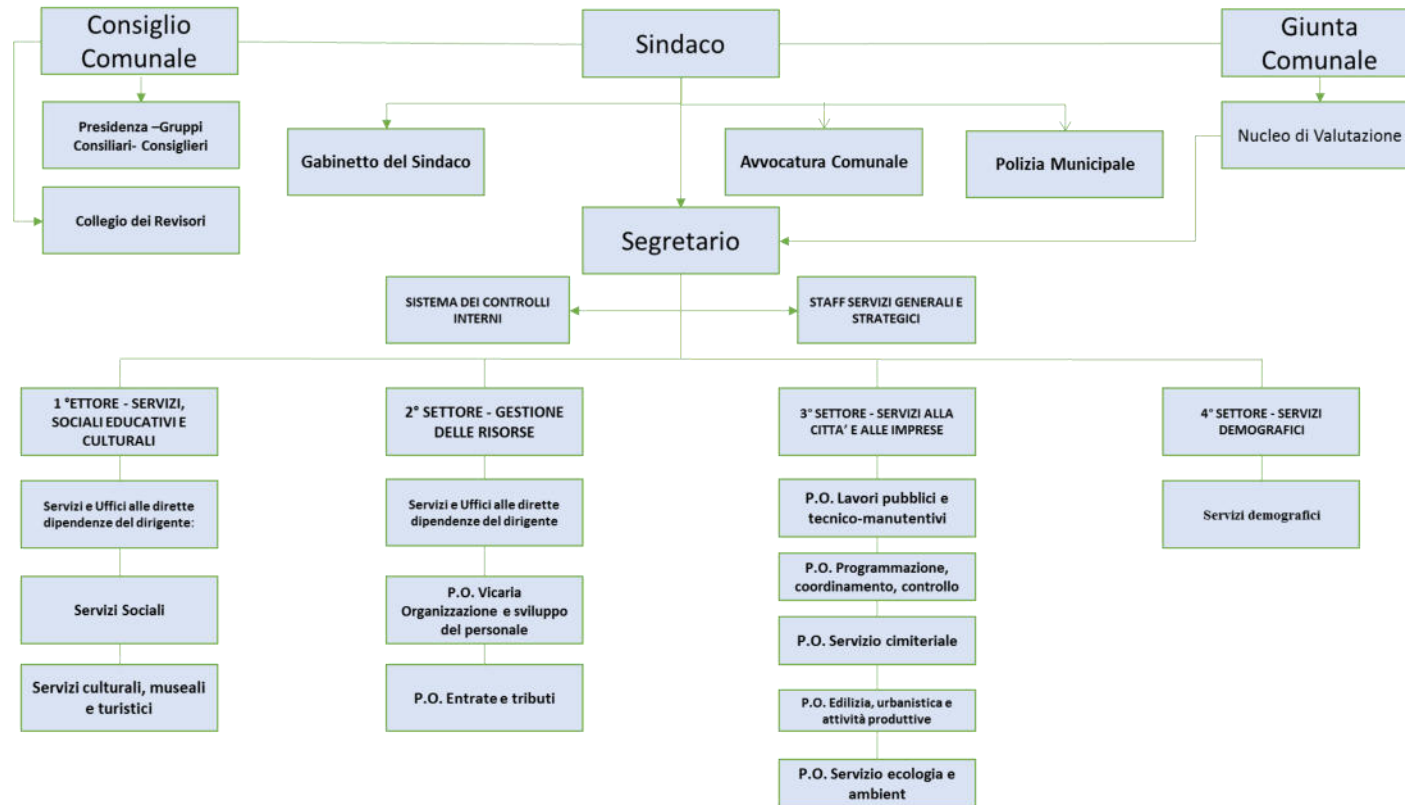 Consiglio
Comunale
Sindaco
Giunta
Comunale
Presidenza –Gruppi
Consiliari- Consiglieri
Gabinetto del Sindaco
Avvocatura Comunale
Polizia Municipale
Nucleo di Valutazione
Collegio dei Revisori
Segretario
SISTEMA DEI CONTROLLI
INTERNI
STAFF SERVIZI GENERALI E
STRATEGICI
1 °ETTORE - SERVIZI,
SOCIALI EDUCATIVI E
CULTURALI
2° SETTORE - GESTIONE
DELLE RISORSE
3° SETTORE - SERVIZI ALLA
CITTA’ E ALLE IMPRESE
4° SETTORE - SERVIZI
DEMOGRAFICI
Servizi e Uffici alle dirette
dipendenze del dirigente:
Servizi Sociali
Servizi culturali, museali
e turistici
Servizi e Uffici alle dirette
dipendenze del dirigente
P.O. Vicaria
Organizzazione e sviluppo
del personale
P.O. Entrate e tributi
P.O. Lavori pubblici e
tecnico-manutentivi
P.O. Programmazione,
coordinamento, controllo
P.O. Servizio cimiteriale
P.O. Edilizia, urbanistica e
attività produttive
P.O. Servizio ecologia e
ambient
Servizi demografici